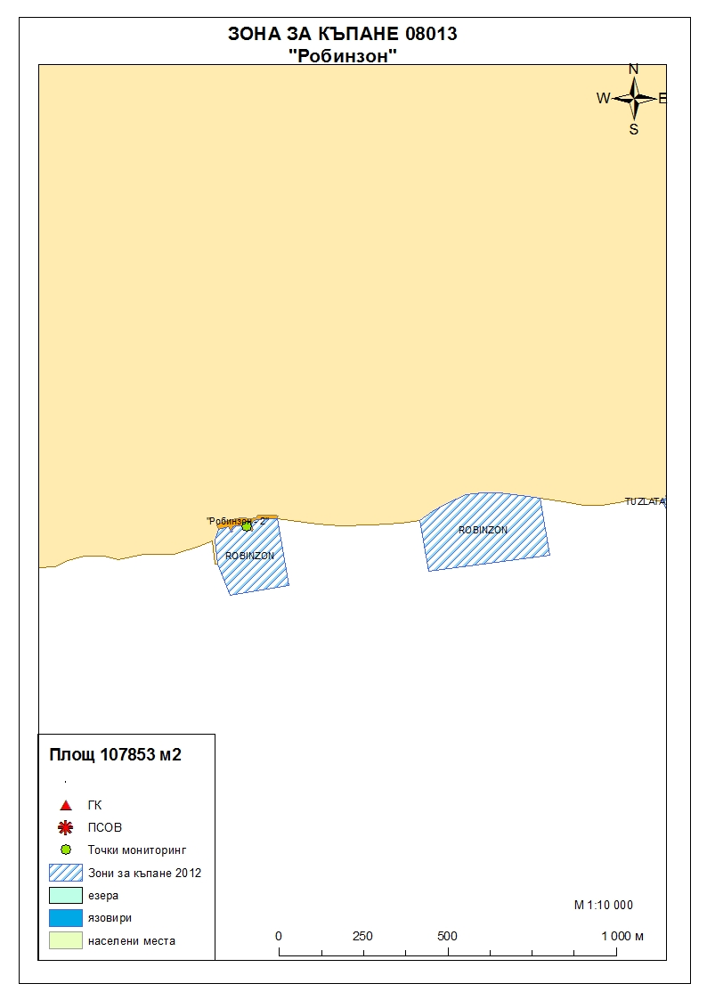 ЗОНА ЗА КЪПАНЕ 08013
"Робинзон"
N
W E
S
TUZLATA
"Робинзон - 2"
ROBINZON
ROBINZON
Площ 107853 м2
ГК
ПСОВ
Точки мониторинг
Зони за къпане 2012
езера
язовири
населени места
М 1:10 000
0 250 500 1 000 м